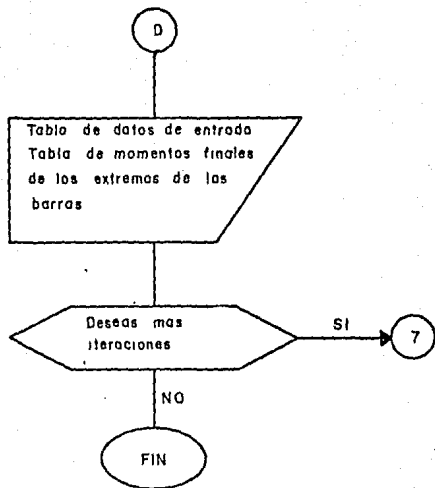 D
Tabla de datos de entrada
Tabla de momentos finales
de los extremos de las
barras
Deseas mas
iteraciones
SI
7
NO
FIN